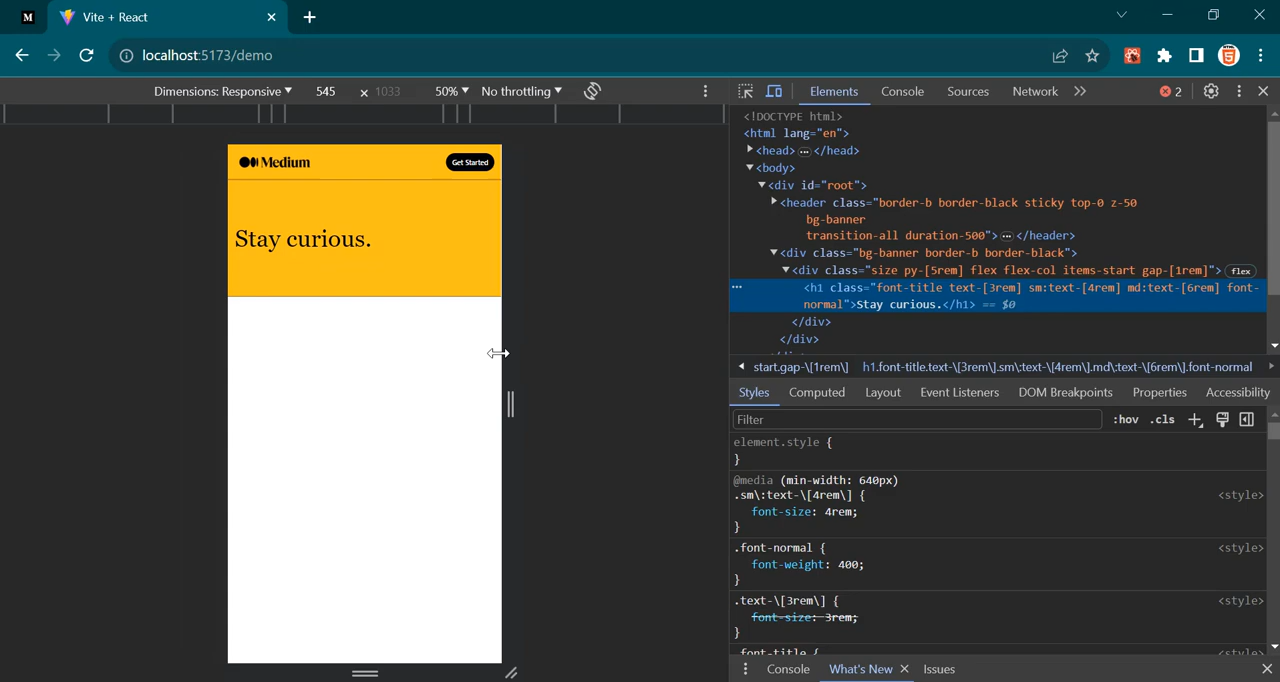 M Vite + React
localhost:5173/demo
Dimensions: Responsive 545 x 1033 50% No throttling
Elements Console Sources Network 2
Medium
Get Started
Stay curious.
<!DOCTYPE html>
<html lang="en">
<head> … </head>
<body>
<div id="root">
<header class="border-b border-black sticky top-0 z-50
bg-banner
transition-all duration-500"> … </header>
<div class="bg-banner border-b border-black">
<div class="size py-[5rem] flex flex-col items-start gap-[1rem]"> flex
<h1 class="font-title text-[3rem] sm:text-[4rem] md:text-[6rem] font-
normal">Stay curious.</h1> == $0
</div>
</div>
start.gap-\[1rem\] h1.font-title.text-\[3rem\].sm\:text-\[4rem\].md\:text-\[6rem\].font-normal
Styles Computed Layout Event Listeners DOM Breakpoints Properties Accessibility
Filter :hov .cls
element.style {
}
@media (min-width: 640px)
.sm\:text-\[4rem\] { <style>
font-size: 4rem;
}
.font-normal { <style>
font-weight: 400;
}
.text-\[3rem\] { <style>
font-size: 3rem;
}
.font-title { <style>
Console What's New Issues